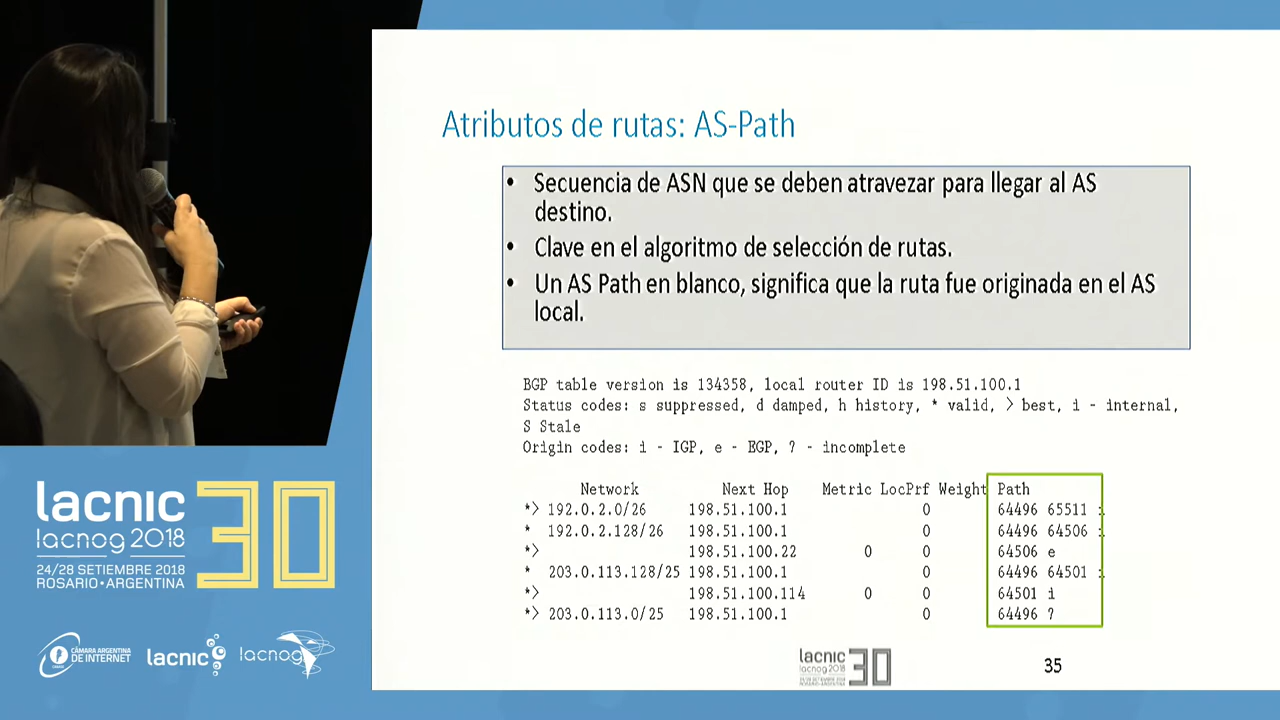 Atributos de rutas: AS-Path
• Secuencia de ASN que se deben atravezar para llegar al AS
destino.
• Clave en el algoritmo de selección de rutas.
• Un AS Path en blanco, significa que la ruta fue originada en el AS
local.
BGP table version is 134358, local router ID is 198.51.100.1
Status codes: s suppressed, d damped, h history, * valid, > best, i - internal,
S Stale
Origin codes: i - IGP, e - EGP, ? - incomplete
Network Next Hop Metric LocPrf Weight Path
*> 192.0.2.0/26 198.51.100.1 0 64496 65511 i
* 192.0.2.128/26 198.51.100.1 0 64496 64506 i
*> 198.51.100.22 0 0 64506 e
* 203.0.113.128/25 198.51.100.1 0 64496 64501 i
*> 198.51.100.114 0 0 64501 i
*> 203.0.113.0/25 198.51.100.1 0 64496 ?
lacnic 30
lacnog 2018
35
lacnic 30
lacnog 2018
24/28 SETIEMBRE 2018
ROSARIO•ARGENTINA
CÁMARA ARGENTINA
DE INTERNET
lacnic
lacnog